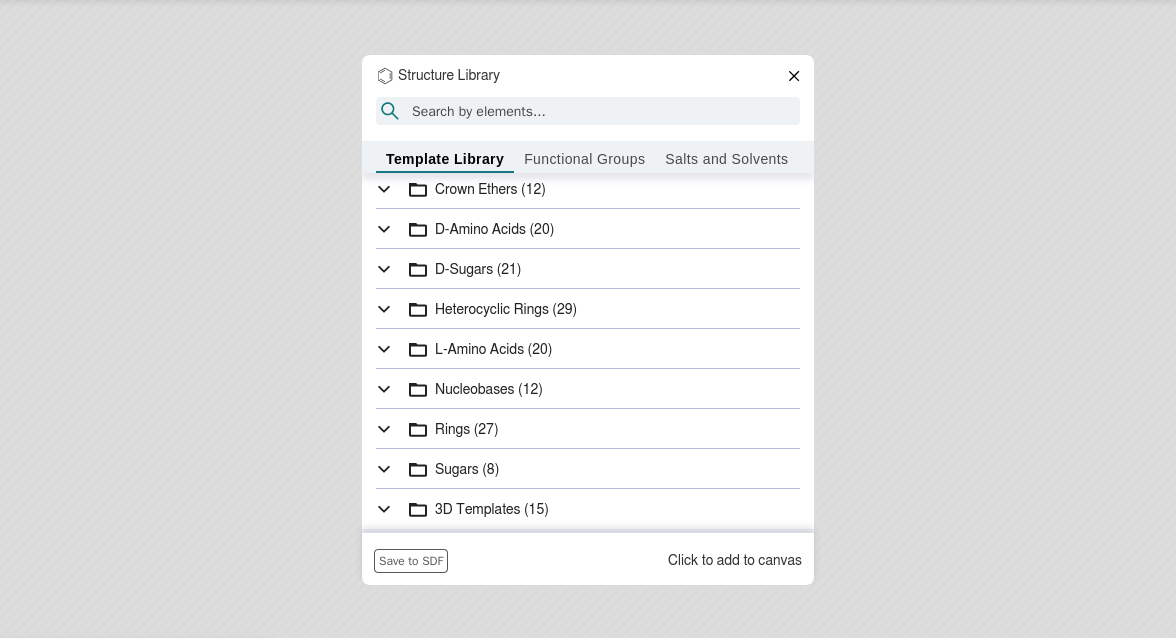 Structure Library
Search by elements...
Template Library Functional Groups Salts and Solvents
Crown Ethers (12)
D-Amino Acids (20)
D-Sugars (21)
Heterocyclic Rings (29)
L-Amino Acids (20)
Nucleobases (12)
Rings (27)
Sugars (8)
3D Templates (15)
Save to SDF Click to add to canvas